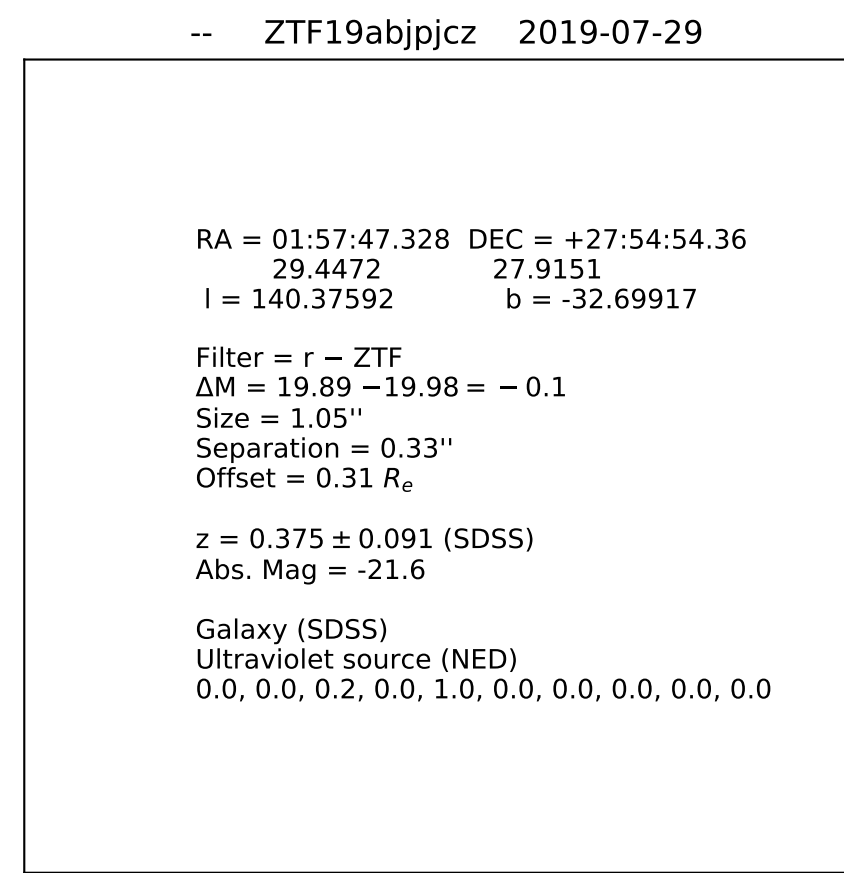 -- ZTF19abjpjcz 2019-07-29
RA = 01:57:47.328 DEC = +27:54:54.36
29.4472 27.9151
l = 140.37592 b = -32.69917
Filter = r − ZTF
ΔM = 19.89 −19.98 = − 0.1
Size = 1.05''
Separation = 0.33''
Offset = 0.31 Rₑ
z = 0.375 ± 0.091 (SDSS)
Abs. Mag = -21.6
Galaxy (SDSS)
Ultraviolet source (NED)
0.0, 0.0, 0.2, 0.0, 1.0, 0.0, 0.0, 0.0, 0.0, 0.0